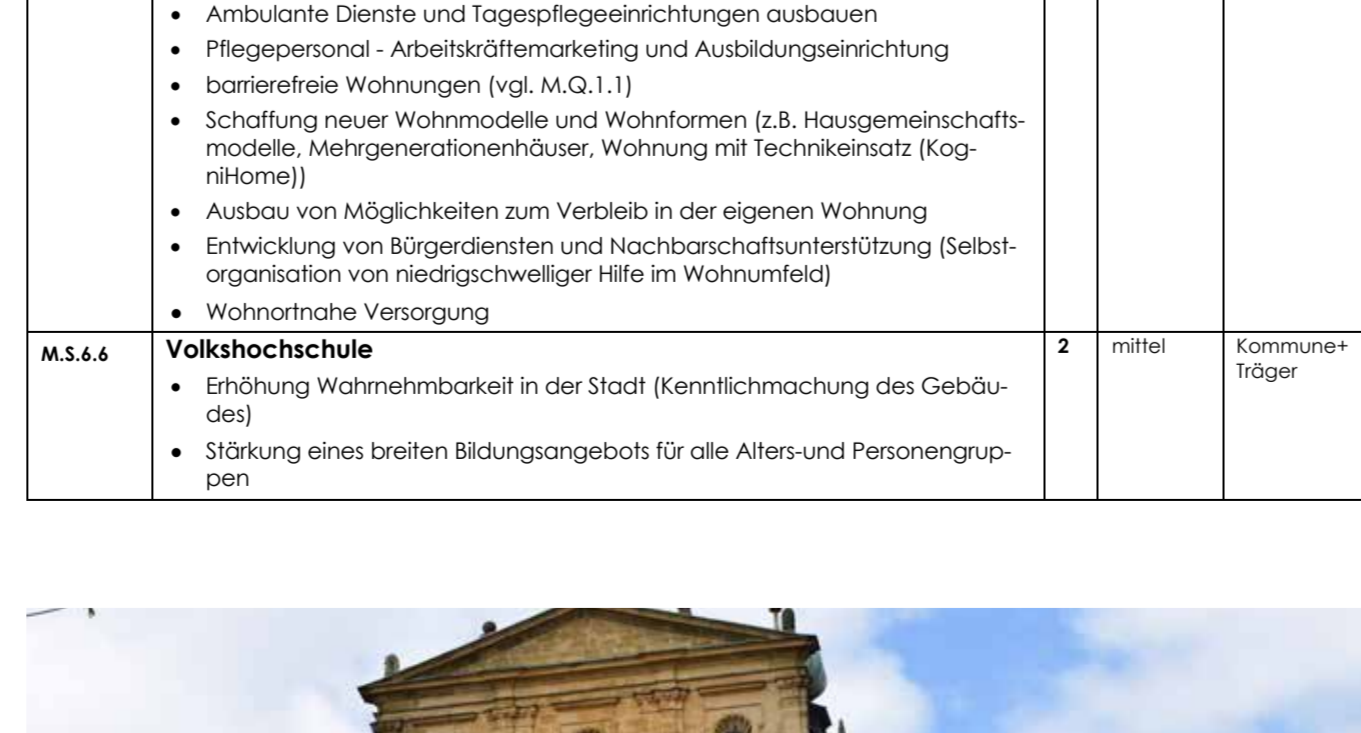 • Ambulante Dienste und Tagespflegeeinrichtungen ausbauen
• Pflegepersonal - Arbeitskräftemarketing und Ausbildungseinrichtung
• barrierefreie Wohnungen (vgl. M.Q.1.1)
• Schaffung neuer Wohnmodelle und Wohnformen (z.B. Hausgemeinschafts-
modelle, Mehrgenerationenhäuser, Wohnung mit Technikeinsatz (Kog-
niHome))
• Ausbau von Möglichkeiten zum Verbleib in der eigenen Wohnung
• Entwicklung von Bürgerdiensten und Nachbarschaftsunterstützung (Selbst-
organisation von niedrigschwelliger Hilfe im Wohnumfeld)
• Wohnortnahe Versorgung
M.S.6.6 Volkshochschule 2 mittel Kommune+
Träger
• Erhöhung Wahrnehmbarkeit in der Stadt (Kenntlichmachung des Gebäu-
des)
• Stärkung eines breiten Bildungsangebots für alle Alters-und Personengrup-
pen